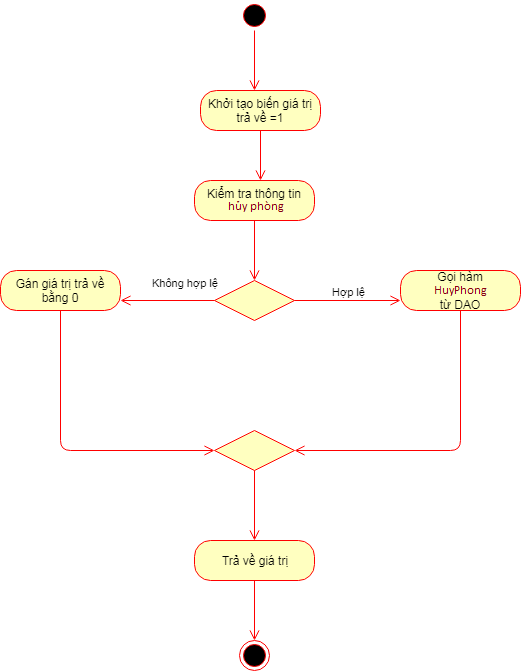 Khởi tạo biến giá trị
trả về =1
Kiểm tra thông tin
hủy phòng
Không hợp lệ
Hợp lệ
Gán giá trị trả về
bằng 0
Gọi hàm
HuyPhong
từ DAO
Trả về giá trị